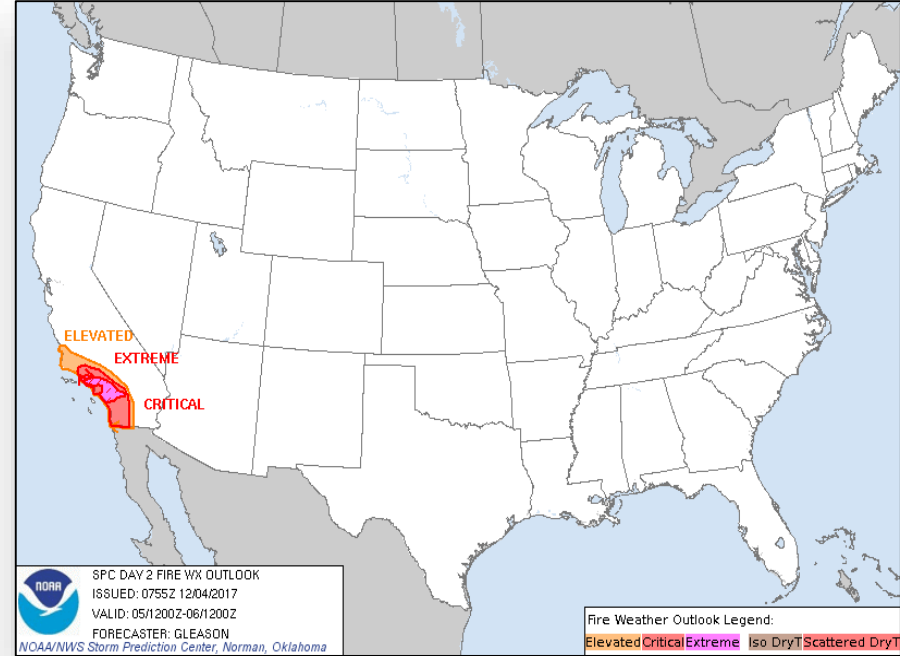 ELEVATED
EXTREME
CRITICAL
NOAA
SPC DAY 2 FIRE WX OUTLOOK
ISSUED: 0755Z 12/04/2017
VALID: 05/1200Z-06/1200Z
FORECASTER: GLEASON
NOAA/NWS Storm Prediction Center, Norman, Oklahoma
Fire Weather Outlook Legend:
Elevated Critical Extreme Iso DryT Scattered DryT